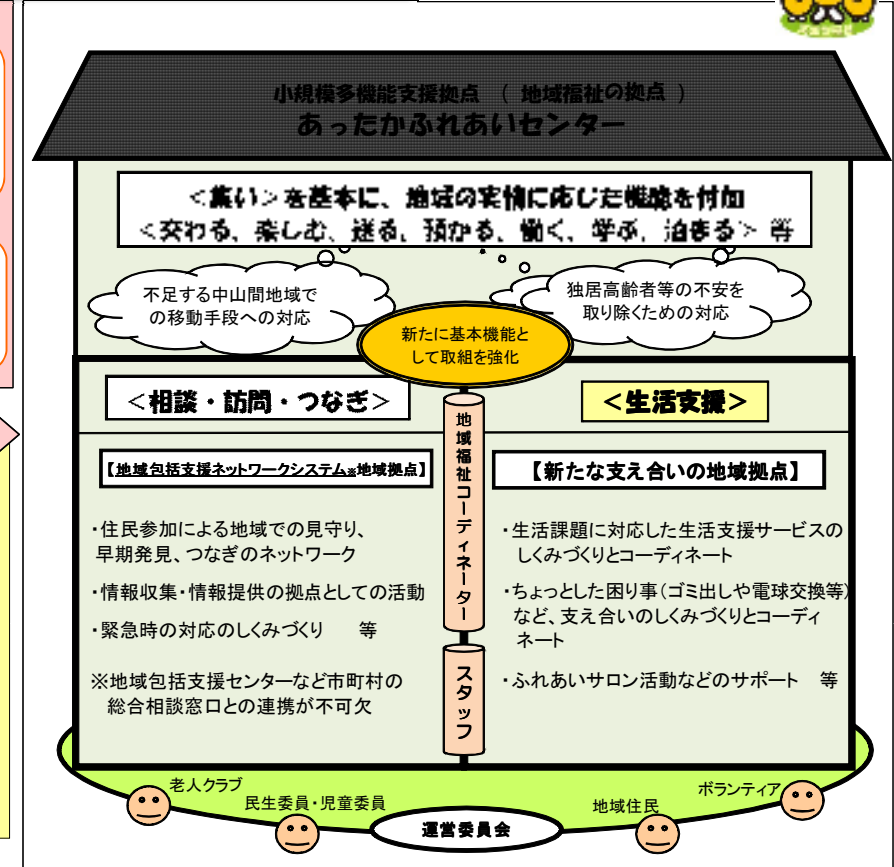 小規模多機能支援拠点 （ 地域福祉の拠点 ）
あったかふれあいセンター
＜集い＞を基本に、地域の実情に応じた機能を付加
＜交わる、楽しむ、送る、預かる、働く、学ぶ、泊まる＞ 等
不足する中山間地域で
の移動手段への対応
独居高齢者等の不安を
取り除くための対応
新たに基本機能と
して取組を強化
＜相談・訪問・つなぎ＞
【地域包括支援ネットワークシステム※地域拠点】
・住民参加による地域での見守り、
早期発見、つなぎのネットワーク
・情報収集・情報提供の拠点としての活動
・緊急時の対応のしくみづくり 等
※地域包括支援センターなど市町村の
総合相談窓口との連携が不可欠
地域福祉コーディネーター
スタッフ
＜生活支援＞
【新たな支え合いの地域拠点】
・生活課題に対応した生活支援サービスの
しくみづくりとコーディネート
・ちょっとした困り事（ゴミ出しや電球交換等）
など、支え合いのしくみづくりとコーディ
ネート
・ふれあいサロン活動などのサポート 等
老人クラブ
民生委員・児童委員
運営委員会
地域住民
ボランティア